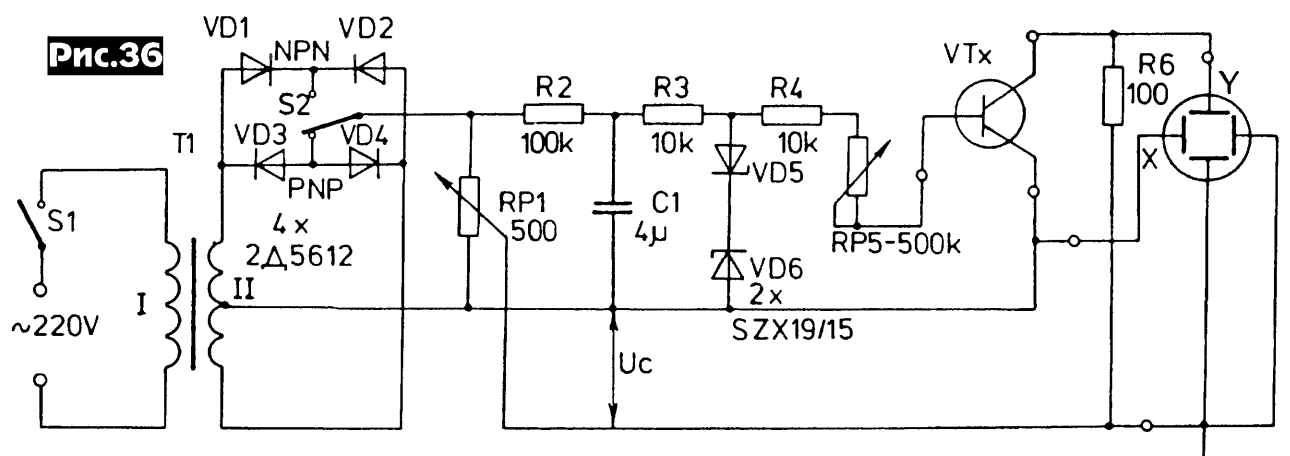 Рис.36
VD1
VD2
NPN
S2
VD3
VD4
PNP
4 x
2Д5612
T1
S1
I
II
~220V
R2
100k
R3
10k
R4
10k
RP1
500
C1
4μ
VD5
VD6
2 x
SZX19/15
RP5-500k
Uc
VTx
R6
100
Y
X